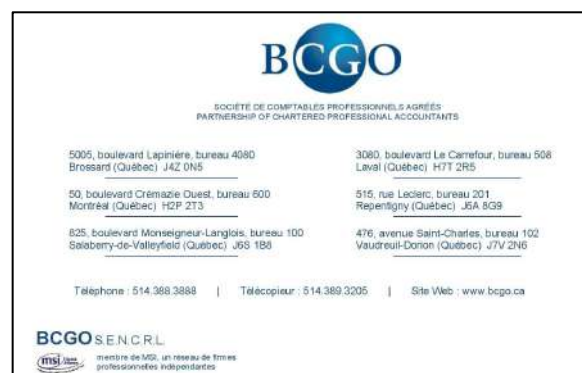 BCGO
SOCIÉTÉ DE COMPTABLES PROFESSIONNELS AGRÉÉS
PARTNERSHIP OF CHARTERED PROFESSIONAL ACCOUNTANTS
5005, boulevard Lapinière, bureau 4080
Brossard (Québec) J4Z 0N5
50, boulevard Crémazie Ouest, bureau 600
Montréal (Québec) H2P 2T3
825, boulevard Monseigneur-Langlois, bureau 100
Salaberry-de-Valleyfield (Québec) J6S 1B8
3080, boulevard Le Carrefour, bureau 508
Laval (Québec) H7T 2R5
515, rue Leclerc, bureau 201
Repentigny (Québec) J6A 8G9
476, avenue Saint-Charles, bureau 102
Vaudreuil-Dorion (Québec) J7V 2N6
Téléphone : 514.388.3888 | Télécopieur : 514.389.3205 | Site Web : www.bcgo.ca
BCGO S.E.N.C.R.L.
msi
membre de MSI, un réseau de firmes
professionnelles indépendantes